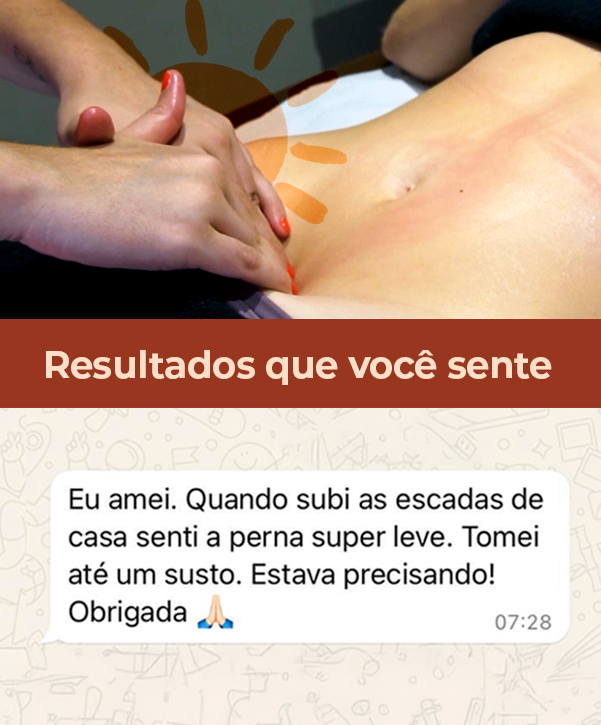 Resultados que você sente
Eu amei. Quando subi as escadas de
casa senti a perna super leve. Tomei
até um susto. Estava precisando!
Obrigada 🙏🏻
07:28